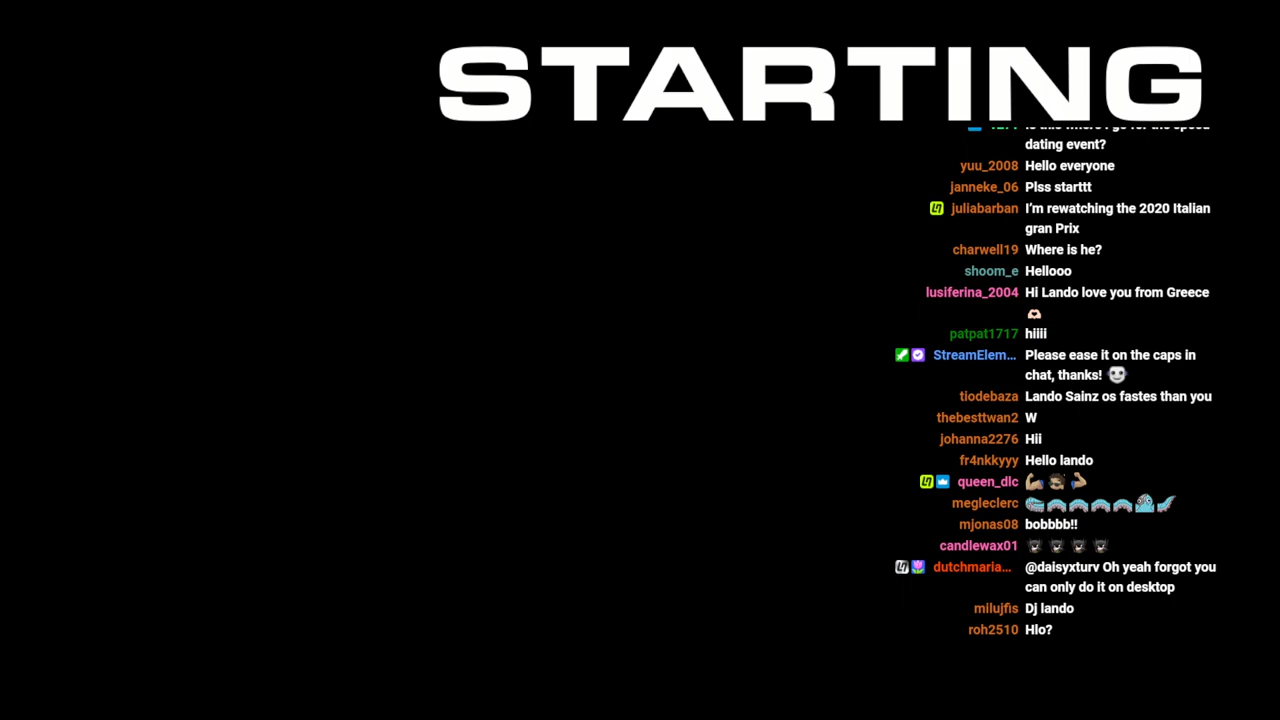 STARTING
dating event?
yuu_2008 Hello everyone
janneke_06 Plss starttt
juliabarban I'm rewatching the 2020 Italian
gran Prix
charwell19 Where is he?
shoom_e Hellooo
lusiferina_2004 Hi Lando love you from Greece
patpat1717 hiiii
StreamElem... Please ease it on the caps in
chat, thanks!
tiodebaza Lando Sainz os fastes than you
thebesttwan2 W
johanna2276 Hii
fr4nkkyyy Hello lando
queen_dlc
megleclerc
mjonas08 bobbbb!!
candlewax01
dutchmaria... @daisyxturv Oh yeah forgot you
can only do it on desktop
milujfis Dj lando
roh2510 Hlo?